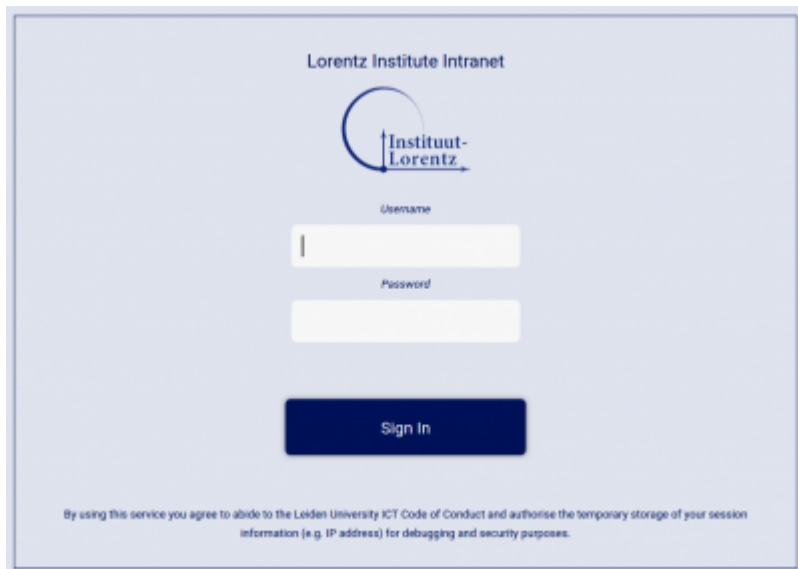 Lorentz Institute Intranet
Instituut-
Lorentz
Username
Password
Sign In
By using this service you agree to abide to the Leiden University ICT Code of Conduct and authorise the temporary storage of your session
information (e.g. IP address) for debugging and security purposes.